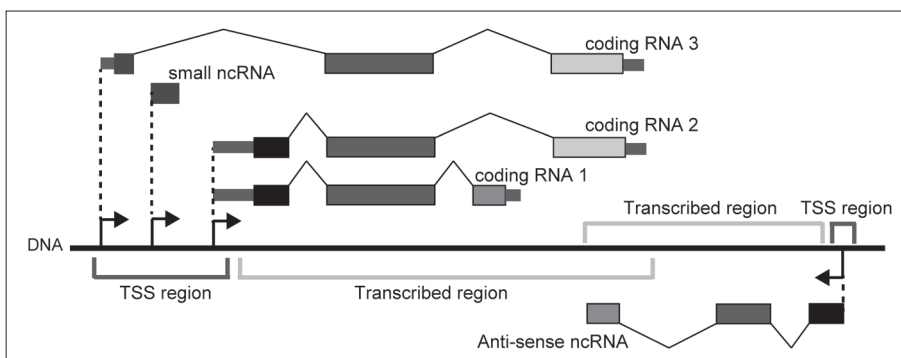 coding RNA 3
small ncRNA
coding RNA 2
coding RNA 1
Transcribed region
TSS region
DNA
TSS region
Transcribed region
Anti-sense ncRNA